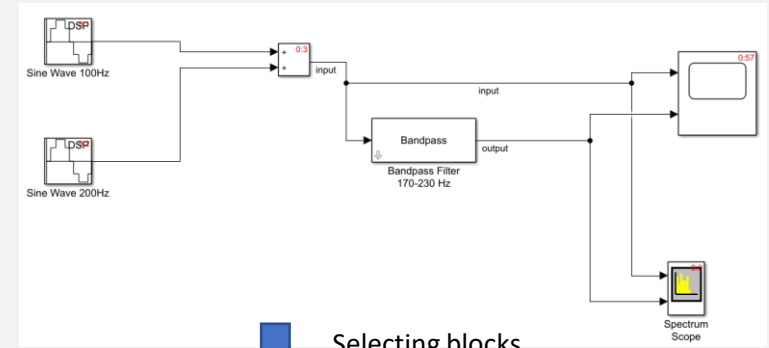 DSP
Sine Wave 100Hz
+
+
0:3
input
input
0:57
DSP
Sine Wave 200Hz
Bandpass
output
Bandpass Filter
170-230 Hz
Spectrum
Scope
Selecting blocks